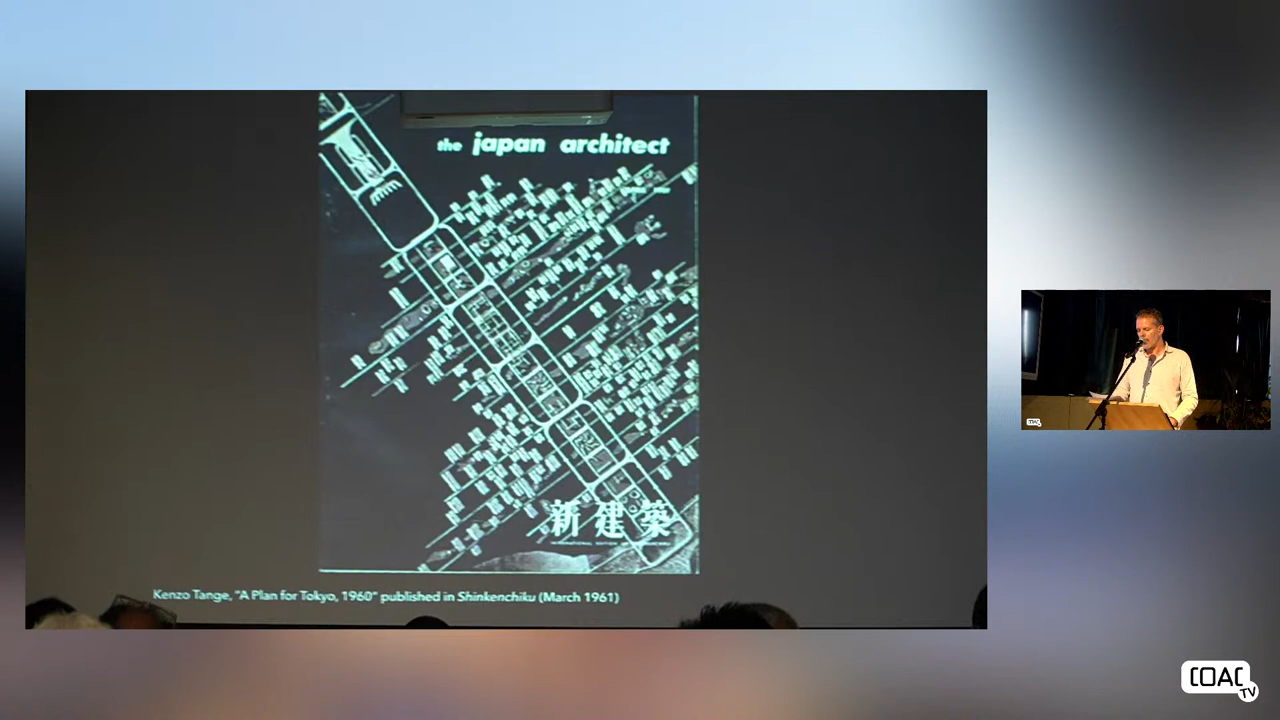 the japan architect
新建築
Kenzo Tange, "A Plan for Tokyo, 1960" published in Shinkenchiku (March 1961)
COAC
TV